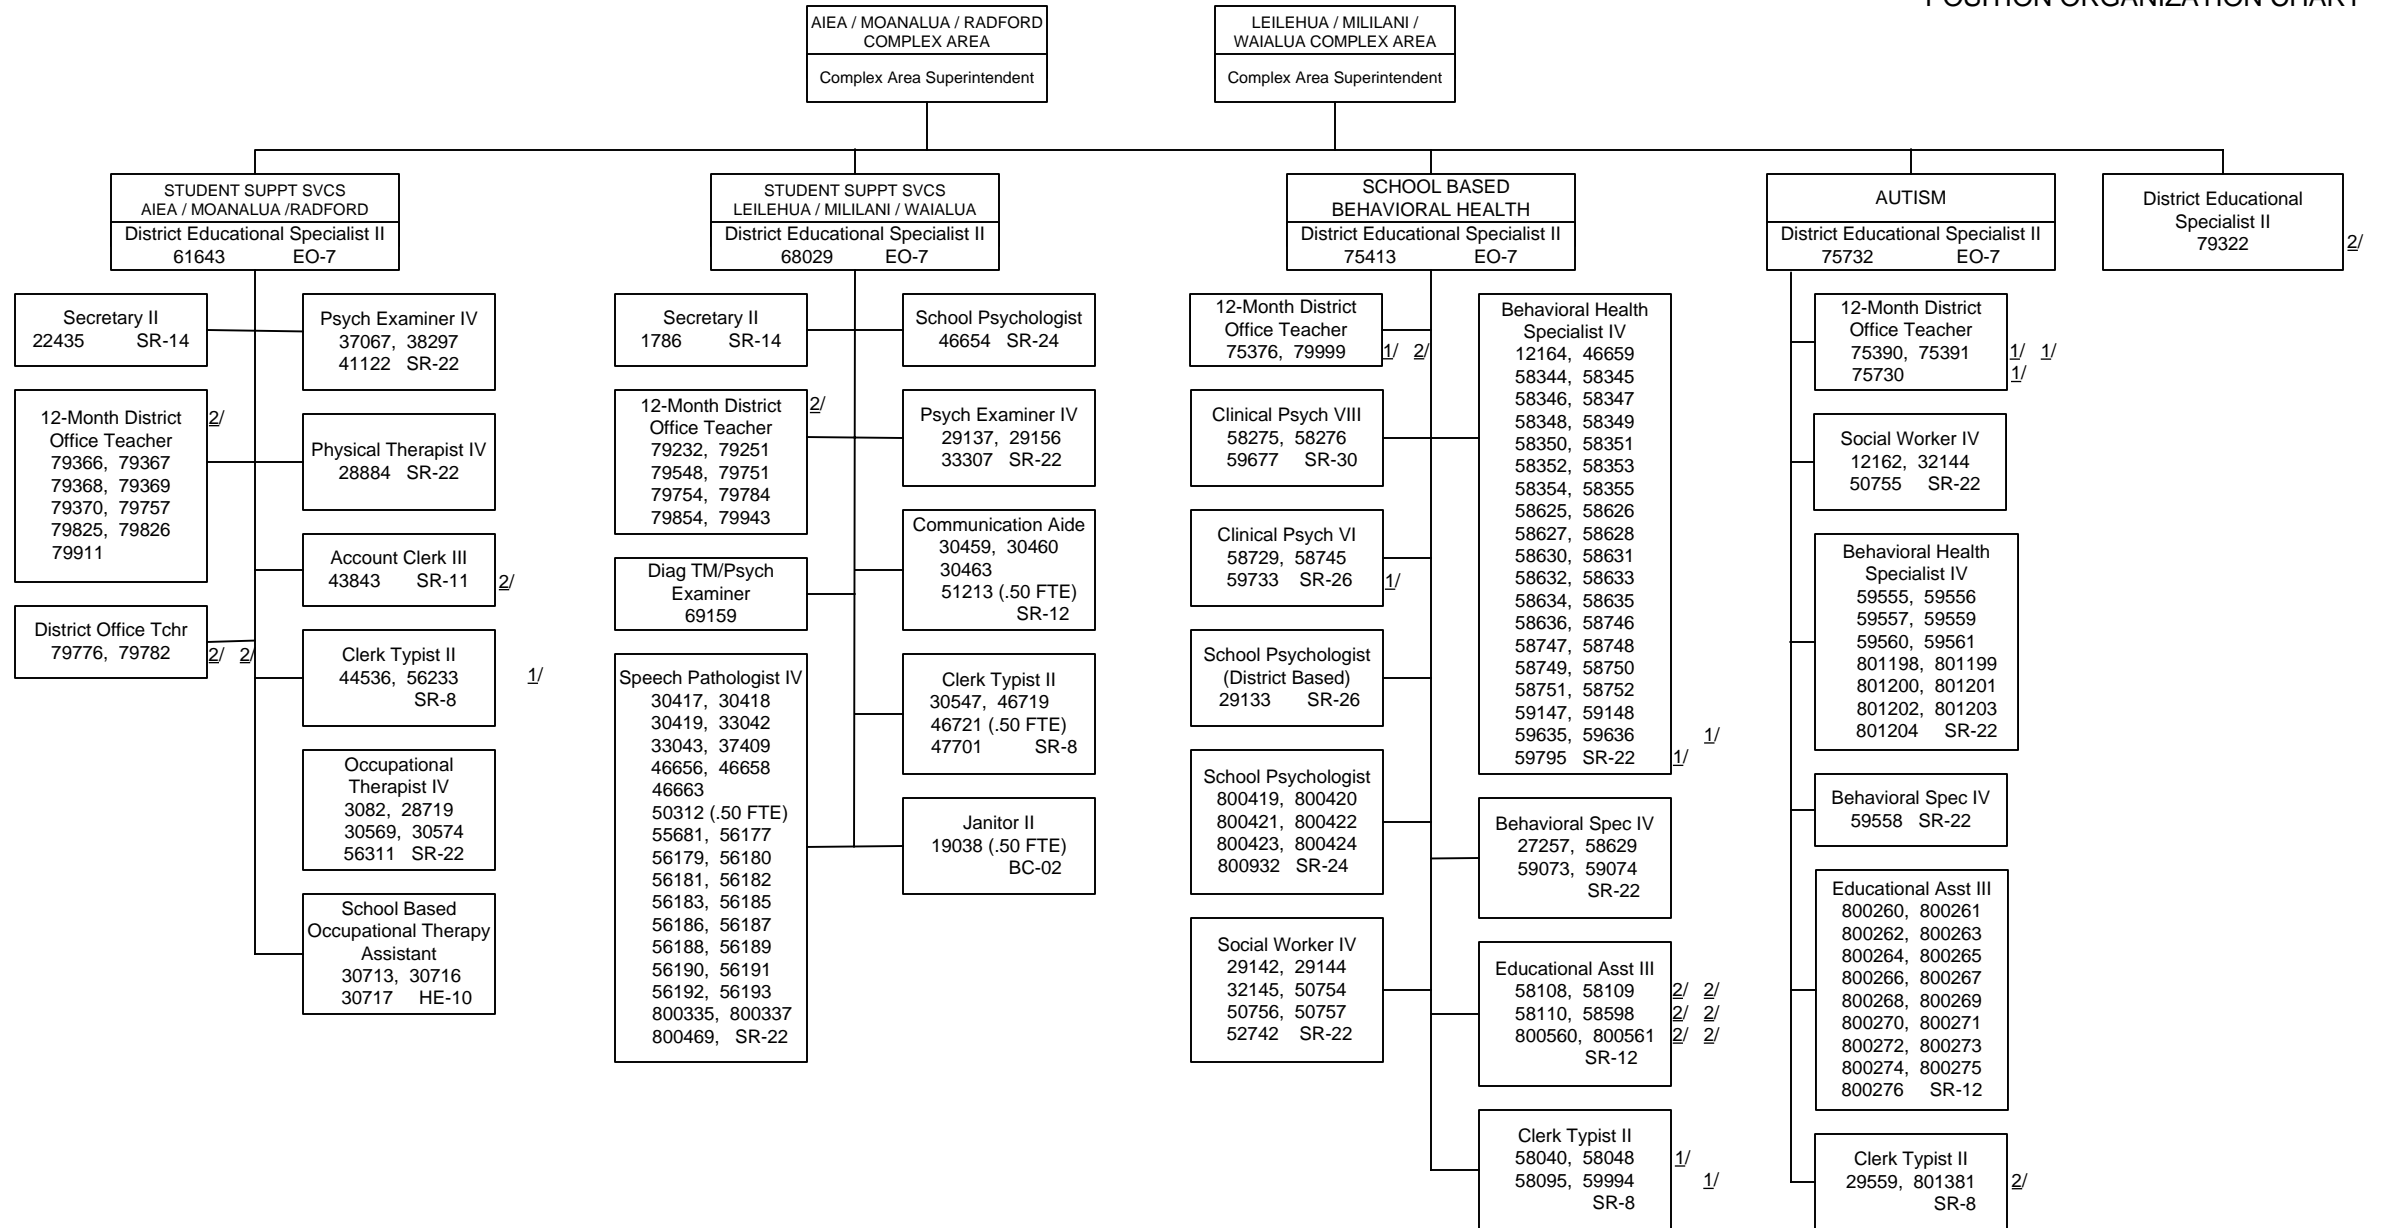 POSITION ORGANIZATION CHART
AIEA / MOANALUA / RADFORD
COMPLEX AREA
Complex Area Superintendent
LEILEHUA / MILILANI /
WAIALUA COMPLEX AREA
Complex Area Superintendent
STUDENT SUPPT SVCS
AIEA / MOANALUA /RADFORD
District Educational Specialist II
61643 EO-7
Secretary II
22435 SR-14
12-Month District
Office Teacher
79366, 79367
79368, 79369
79370, 79757
79825, 79826
79911
2/
District Office Tchr
79776, 79782
2/ 2/
Psych Examiner IV
37067, 38297
41122 SR-22
Physical Therapist IV
28884 SR-22
Account Clerk III
43843 SR-11
2/
Clerk Typist II
44536, 56233
SR-8
1/
Occupational
Therapist IV
3082, 28719
30569, 30574
56311 SR-22
School Based
Occupational Therapy
Assistant
30713, 30716
30717 HE-10
STUDENT SUPPT SVCS
LEILEHUA / MILILANI / WAIALUA
District Educational Specialist II
68029 EO-7
Secretary II
1786 SR-14
12-Month District
Office Teacher
79232, 79251
79548, 79751
79754, 79784
79854, 79943
2/
Diag TM/Psych
Examiner
69159
Speech Pathologist IV
30417, 30418
30419, 33042
33043, 37409
46656, 46658
46663
50312 (.50 FTE)
55681, 56177
56179, 56180
56181, 56182
56183, 56185
56186, 56187
56188, 56189
56190, 56191
56192, 56193
800335, 800337
800469, SR-22
School Psychologist
46654 SR-24
Psych Examiner IV
29137, 29156
33307 SR-22
Communication Aide
30459, 30460
30463
51213 (.50 FTE)
SR-12
Clerk Typist II
30547, 46719
46721 (.50 FTE)
47701 SR-8
Janitor II
19038 (.50 FTE)
BC-02
SCHOOL BASED
BEHAVIORAL HEALTH
District Educational Specialist II
75413 EO-7
12-Month District
Office Teacher
75376, 79999
1/ 2/
Clinical Psych VIII
58275, 58276
59677 SR-30
Clinical Psych VI
58729, 58745
59733 SR-26
1/
School Psychologist
(District Based)
29133 SR-26
School Psychologist
800419, 800420
800421, 800422
800423, 800424
800932 SR-24
Social Worker IV
29142, 29144
32145, 50754
50756, 50757
52742 SR-22
Behavioral Health
Specialist IV
12164, 46659
58344, 58345
58346, 58347
58348, 58349
58350, 58351
58352, 58353
58354, 58355
58625, 58626
58627, 58628
58630, 58631
58632, 58633
58634, 58635
58636, 58746
58747, 58748
58749, 58750
58751, 58752
59147, 59148
59635, 59636 1/
59795 SR-22 1/
Behavioral Spec IV
27257, 58629
59073, 59074
SR-22
Educational Asst III
58108, 58109 2/ 2/
58110, 58598 2/ 2/
800560, 800561 2/ 2/
SR-12
Clerk Typist II
58040, 58048 1/
58095, 59994 1/
SR-8
AUTISM
District Educational Specialist II
75732 EO-7
12-Month District
Office Teacher
75390, 75391 1/ 1/
75730 1/
Social Worker IV
12162, 32144
50755 SR-22
Behavioral Health
Specialist IV
59555, 59556
59557, 59559
59560, 59561
801198, 801199
801200, 801201
801202, 801203
801204 SR-22
Behavioral Spec IV
59558 SR-22
Educational Asst III
800260, 800261
800262, 800263
800264, 800265
800266, 800267
800268, 800269
800270, 800271
800272, 800273
800274, 800275
800276 SR-12
Clerk Typist II
29559, 801381 2/
SR-8
District Educational
Specialist II
79322
2/